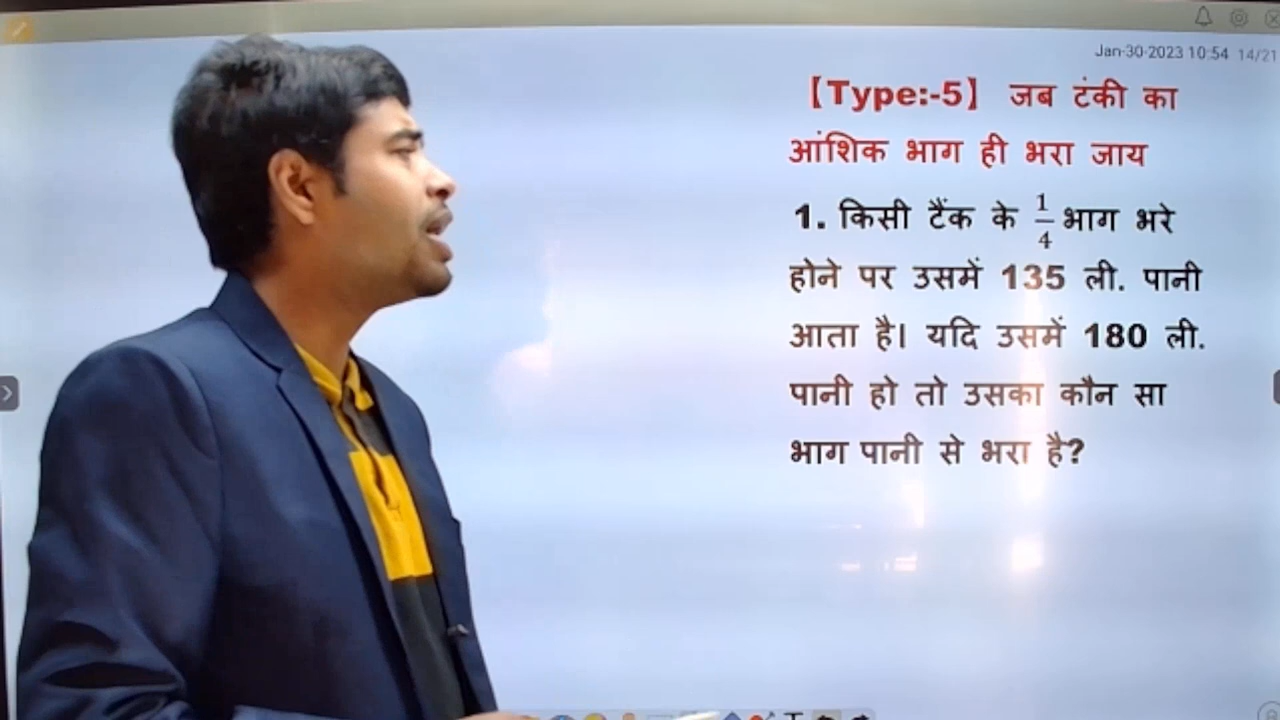 Jan-30-2023 10:54 14/21
【Type:-5】 जब टंकी का
आंशिक भाग ही भरा जाय
1. किसी टैंक के 1/4 भाग भरे
होने पर उसमें 135 ली. पानी
आता है। यदि उसमें 180 ली.
पानी हो तो उसका कौन सा
भाग पानी से भरा है?